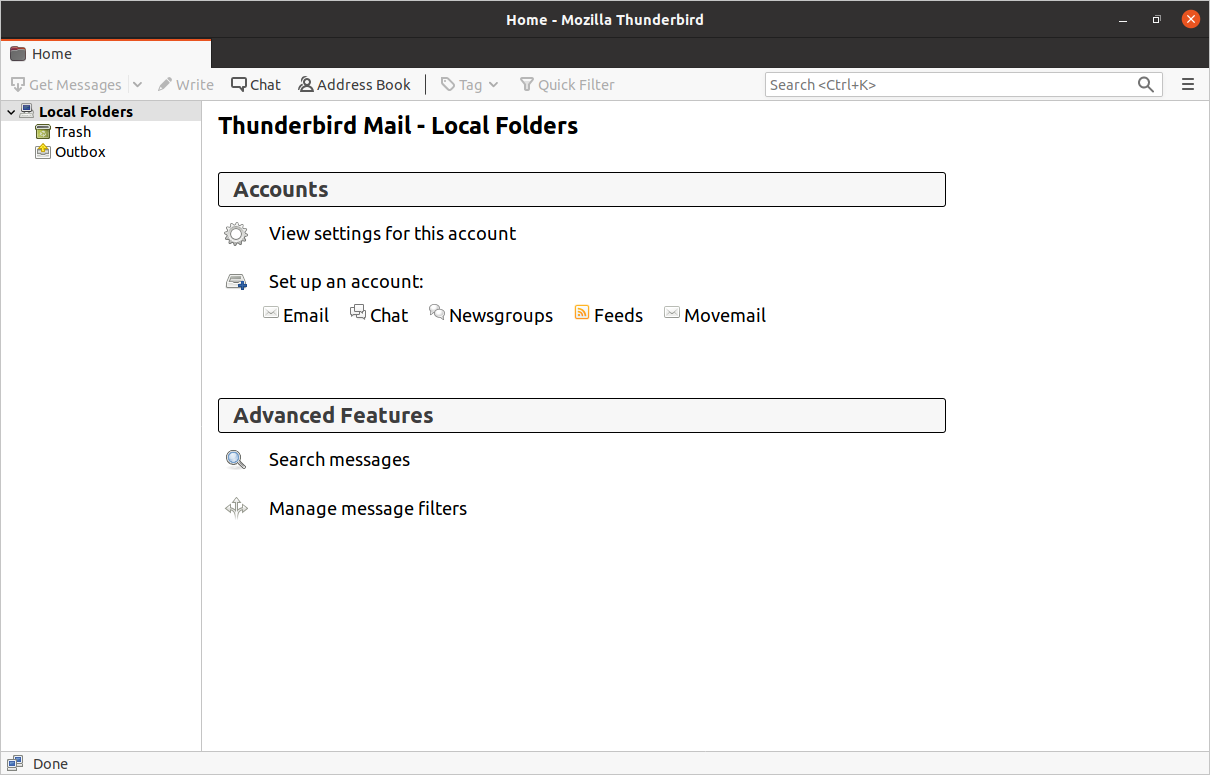 Home - Mozilla Thunderbird
Home
Get Messages Write Chat Address Book Tag Quick Filter Search <Ctrl+K>
Local Folders
Trash
Outbox
Thunderbird Mail - Local Folders
Accounts
View settings for this account
Set up an account:
Email Chat Newsgroups Feeds Movemail
Advanced Features
Search messages
Manage message filters
Done